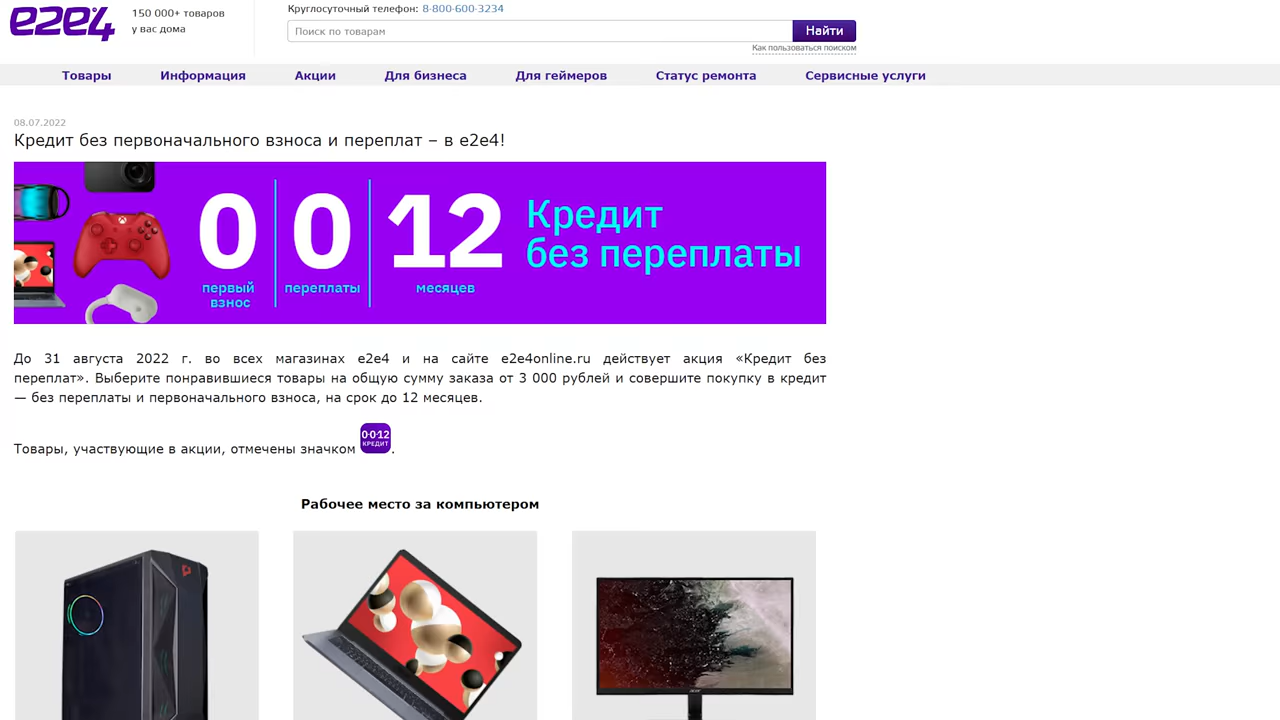 e2e4
150 000+ товаров
у вас дома
Круглосуточный телефон: 8-800-600-3234
Поиск по товарам
Найти
Как пользоваться поиском
Товары Информация Акции Для бизнеса Для геймеров Статус ремонта Сервисные услуги
08.07.2022
Кредит без первоначального взноса и переплат – в e2e4!
0 0 12
первый взнос
переплаты
месяцев
Кредит
без переплаты
До 31 августа 2022 г. во всех магазинах e2e4 и на сайте e2e4online.ru действует акция «Кредит без
переплат». Выберите понравившиеся товары на общую сумму заказа от 3 000 рублей и совершите покупку в кредит
— без переплаты и первоначального взноса, на срок до 12 месяцев.
Товары, участвующие в акции, отмечены значком 0·0·12 КРЕДИТ.
Рабочее место за компьютером
acer